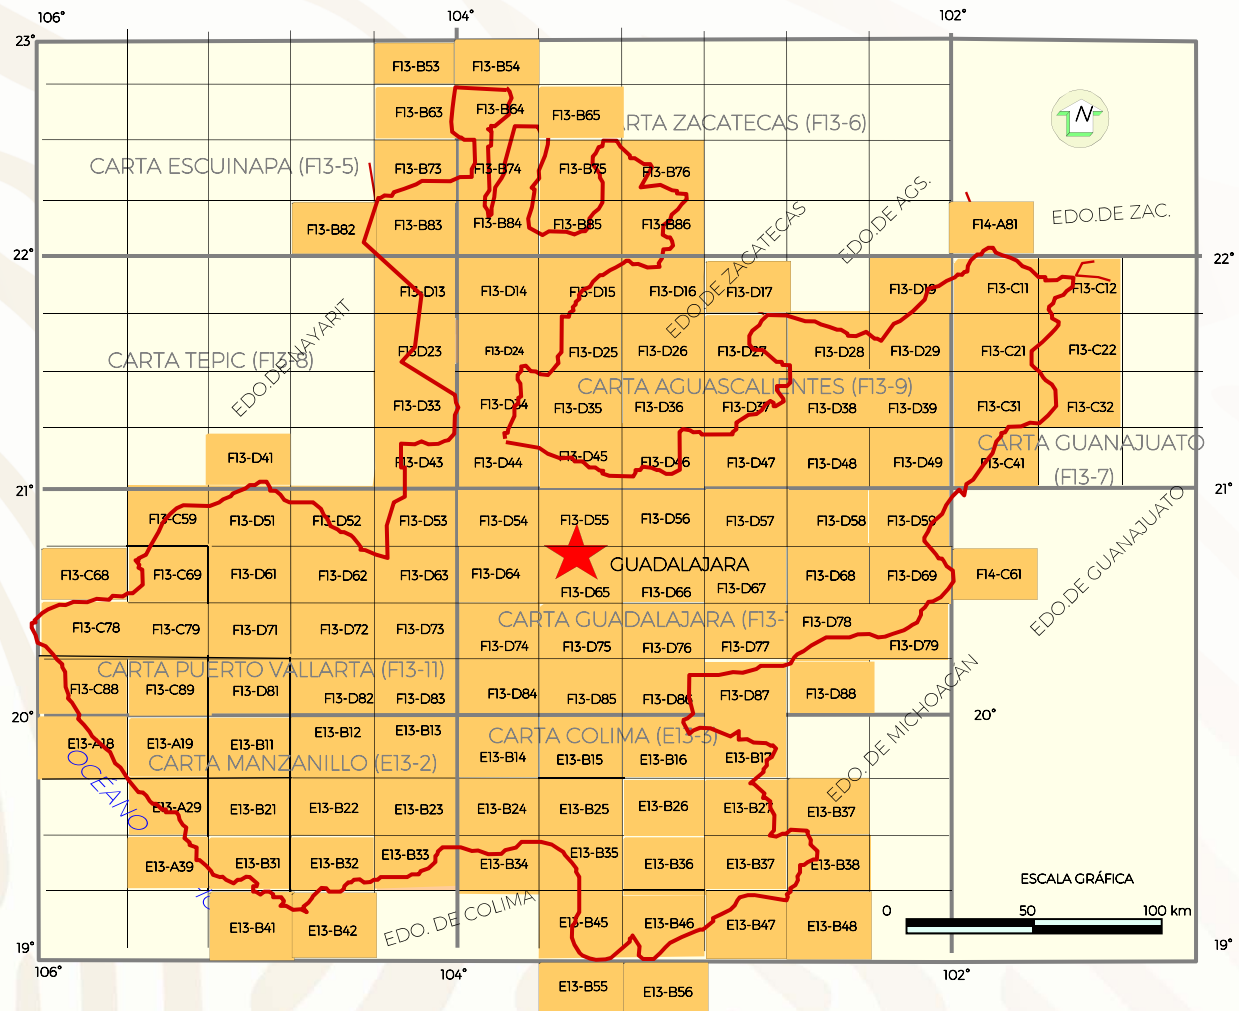 106°
104°
102°
23°
F13-B53
F13-B54
F13-B63
F13-B64
F13-B65
N
RTA ZACATECAS (F13-6)
CARTA ESCUINAPA (F13-5)
F13-B73
F13-B74
F13-B75
F13-B76
EDO.DE AGS.
EDO.DE ZAC.
F13-B82
F13-B83
F13-B84
F13-B85
F13-B86
F14-A81
EDO.DE ZACATECAS
22°
22°
F13-D13
F13-D14
F13-D15
F13-D16
F13-D17
F13-D19
F13-C11
F13-C12
EDO.DE NAYARIT
CARTA TEPIC (F13-8)
F13-D23
F13-D24
F13-D25
F13-D26
F13-D27
F13-D28
F13-D29
F13-C21
F13-C22
CARTA AGUASCALIENTES (F13-9)
F13-D33
F13-D34
F13-D35
F13-D36
F13-D37
F13-D38
F13-D39
F13-C31
F13-C32
CARTA GUANAJUATO
(F13-7)
F13-D41
F13-D43
F13-D44
F13-D45
F13-D46
F13-D47
F13-D48
F13-D49
F13-C41
21°
21°
F13-C59
F13-D51
F13-D52
F13-D53
F13-D54
F13-D55
F13-D56
F13-D57
F13-D58
F13-D59
EDO.DE GUANAJUATO
GUADALAJARA
F13-C68
F13-C69
F13-D61
F13-D62
F13-D63
F13-D64
F13-D65
F13-D66
F13-D67
F13-D68
F13-D69
F14-C61
CARTA GUADALAJARA (F13-
F13-C78
F13-C79
F13-D71
F13-D72
F13-D73
F13-D74
F13-D75
F13-D76
F13-D77
F13-D78
F13-D79
CARTA PUERTO VALLARTA (F13-11)
F13-C88
F13-C89
F13-D81
F13-D82
F13-D83
F13-D84
F13-D85
F13-D86
F13-D87
F13-D88
EDO. DE MICHOACÁN
20°
20°
CARTA COLIMA (E13-3)
E13-A18
E13-A19
E13-B11
E13-B12
E13-B13
E13-B14
E13-B15
E13-B16
E13-B17
CARTA MANZANILLO (E13-2)
OCÉANO
E13-A29
E13-B21
E13-B22
E13-B23
E13-B24
E13-B25
E13-B26
E13-B27
E13-B37
E13-A39
E13-B31
E13-B32
E13-B33
E13-B34
E13-B35
E13-B36
E13-B37
E13-B38
ESCALA GRÁFICA
0
50
100 km
EDO. DE COLIMA
E13-B41
E13-B42
E13-B45
E13-B46
E13-B47
E13-B48
19°
19°
106°
104°
102°
E13-B55
E13-B56